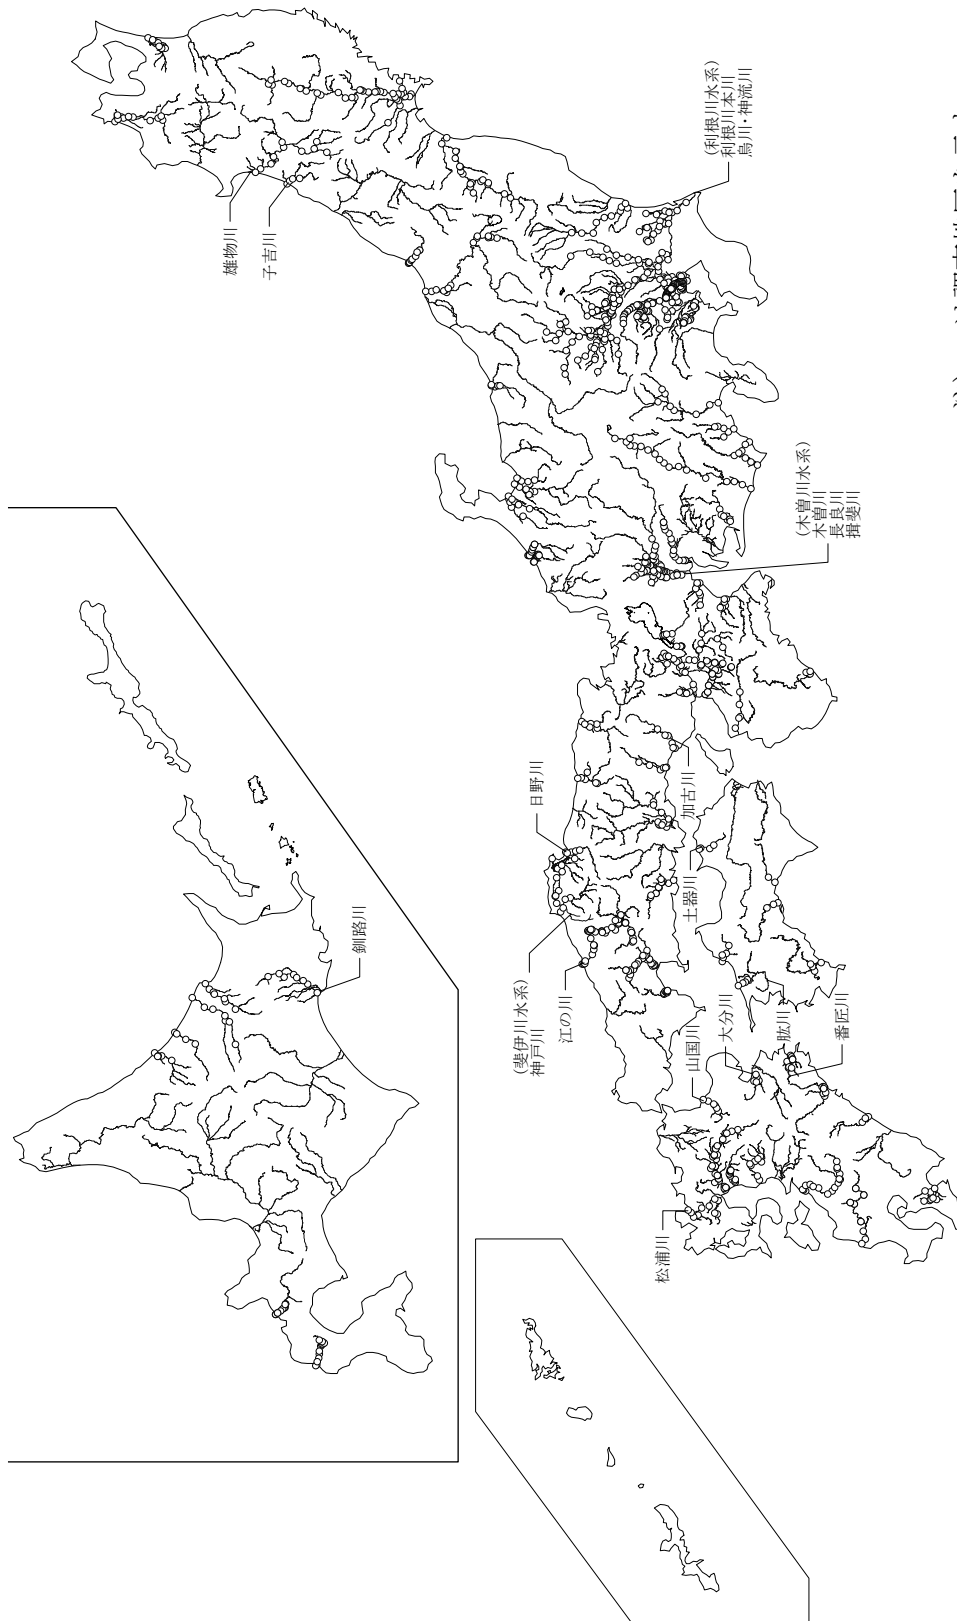 雄物川
子吉川
(利根川水系)
利根川本川
烏川・神流川
(木曽川水系)
木曽川
長良川
揖斐川
釧路川
日野川
(斐伊川水系)
神戸川
江の川
加古川
土器川
山国川
大分川
肱川
番匠川
松浦川